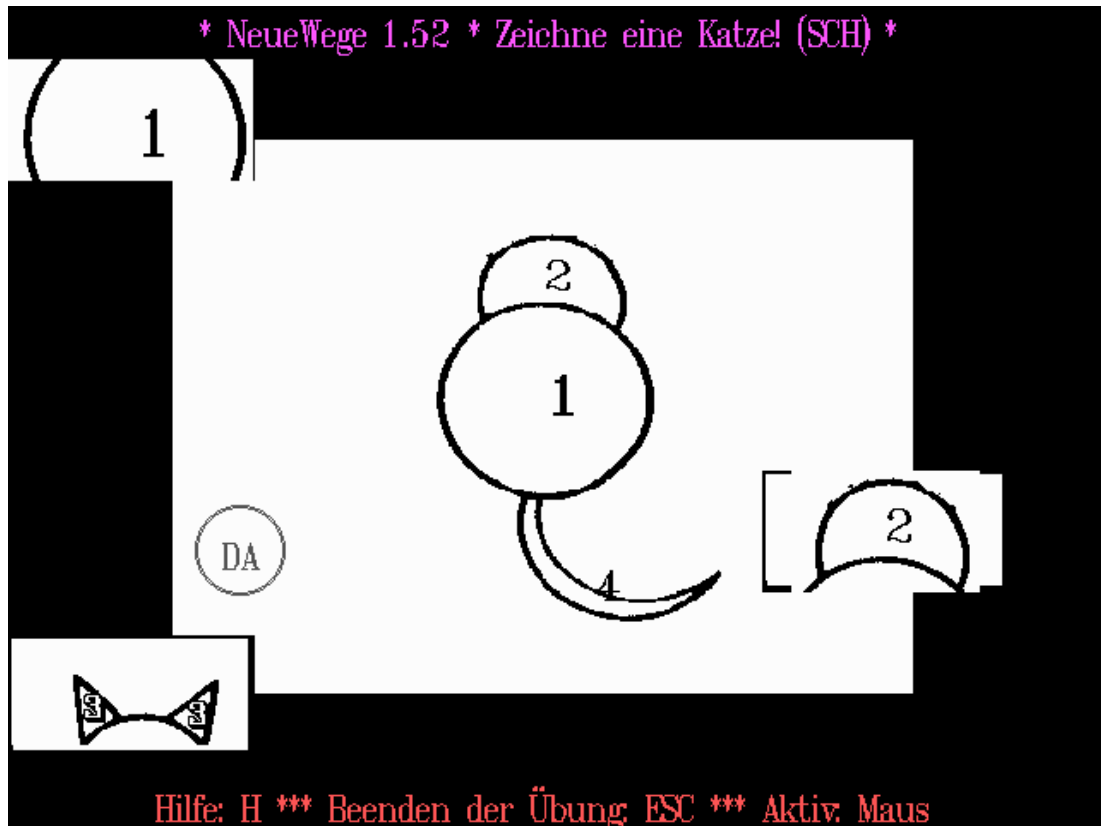 * NeueWege 1.52 * Zeichne eine Katze! (SCH) *
1
2
1
2
DA
4
Hilfe: H *** Beenden der Übung: ESC *** Aktiv: Maus